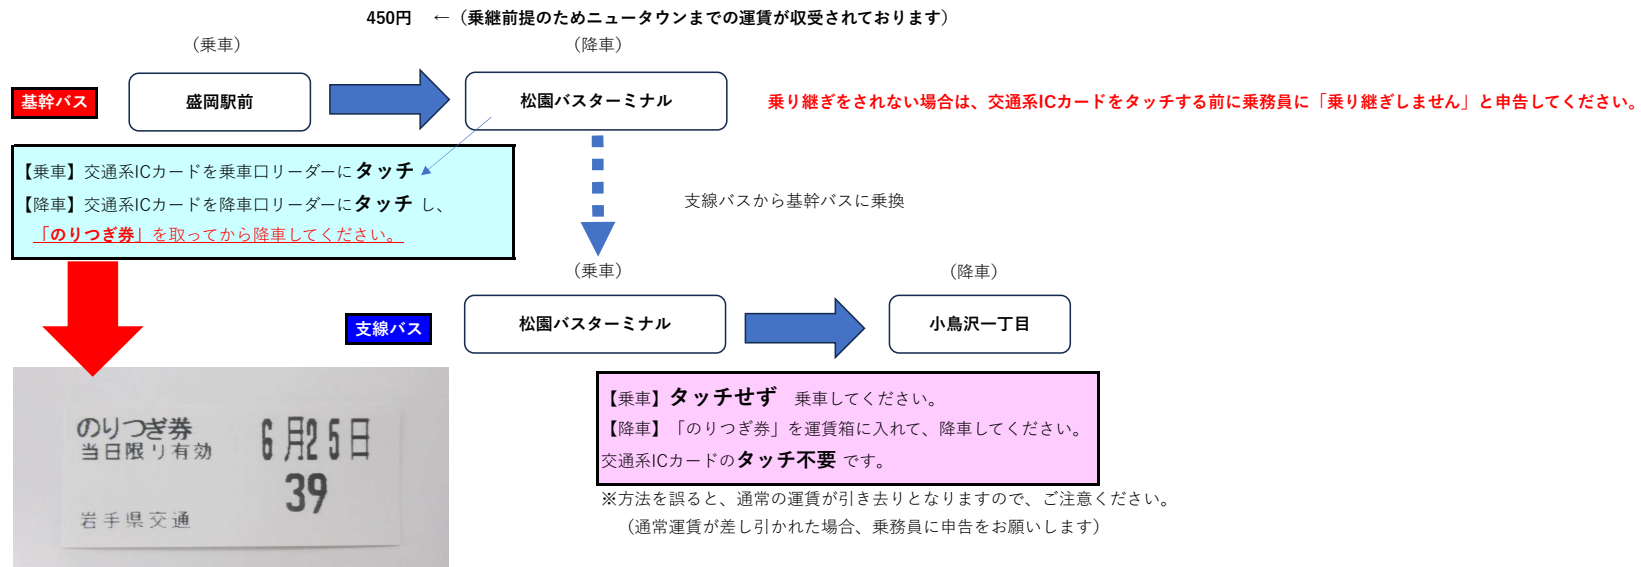 450円 ←（乗継前提のためニュータウンまでの運賃が収受されております）
（乗車）
（降車）
基幹バス
盛岡駅前
松園バスターミナル
乗り継ぎをされない場合は、交通系ICカードをタッチする前に乗務員に「乗り継ぎしません」と申告してください。
【乗車】交通系ICカードを乗車口リーダーにタッチ
【降車】交通系ICカードを降車口リーダーにタッチ し、
「のりつぎ券」を取ってから降車してください。
支線バスから基幹バスに乗換
（乗車）
（降車）
支線バス
松園バスターミナル
小鳥沢一丁目
【乗車】タッチせず 乗車してください。
【降車】「のりつぎ券」を運賃箱に入れて、降車してください。
交通系ICカードのタッチ不要 です。
※方法を誤ると、通常の運賃が引き去りとなりますので、ご注意ください。
（通常運賃が差し引かれた場合、乗務員に申告をお願いします）
のりつぎ券 6月25日
当日限り有効
39
岩手県交通